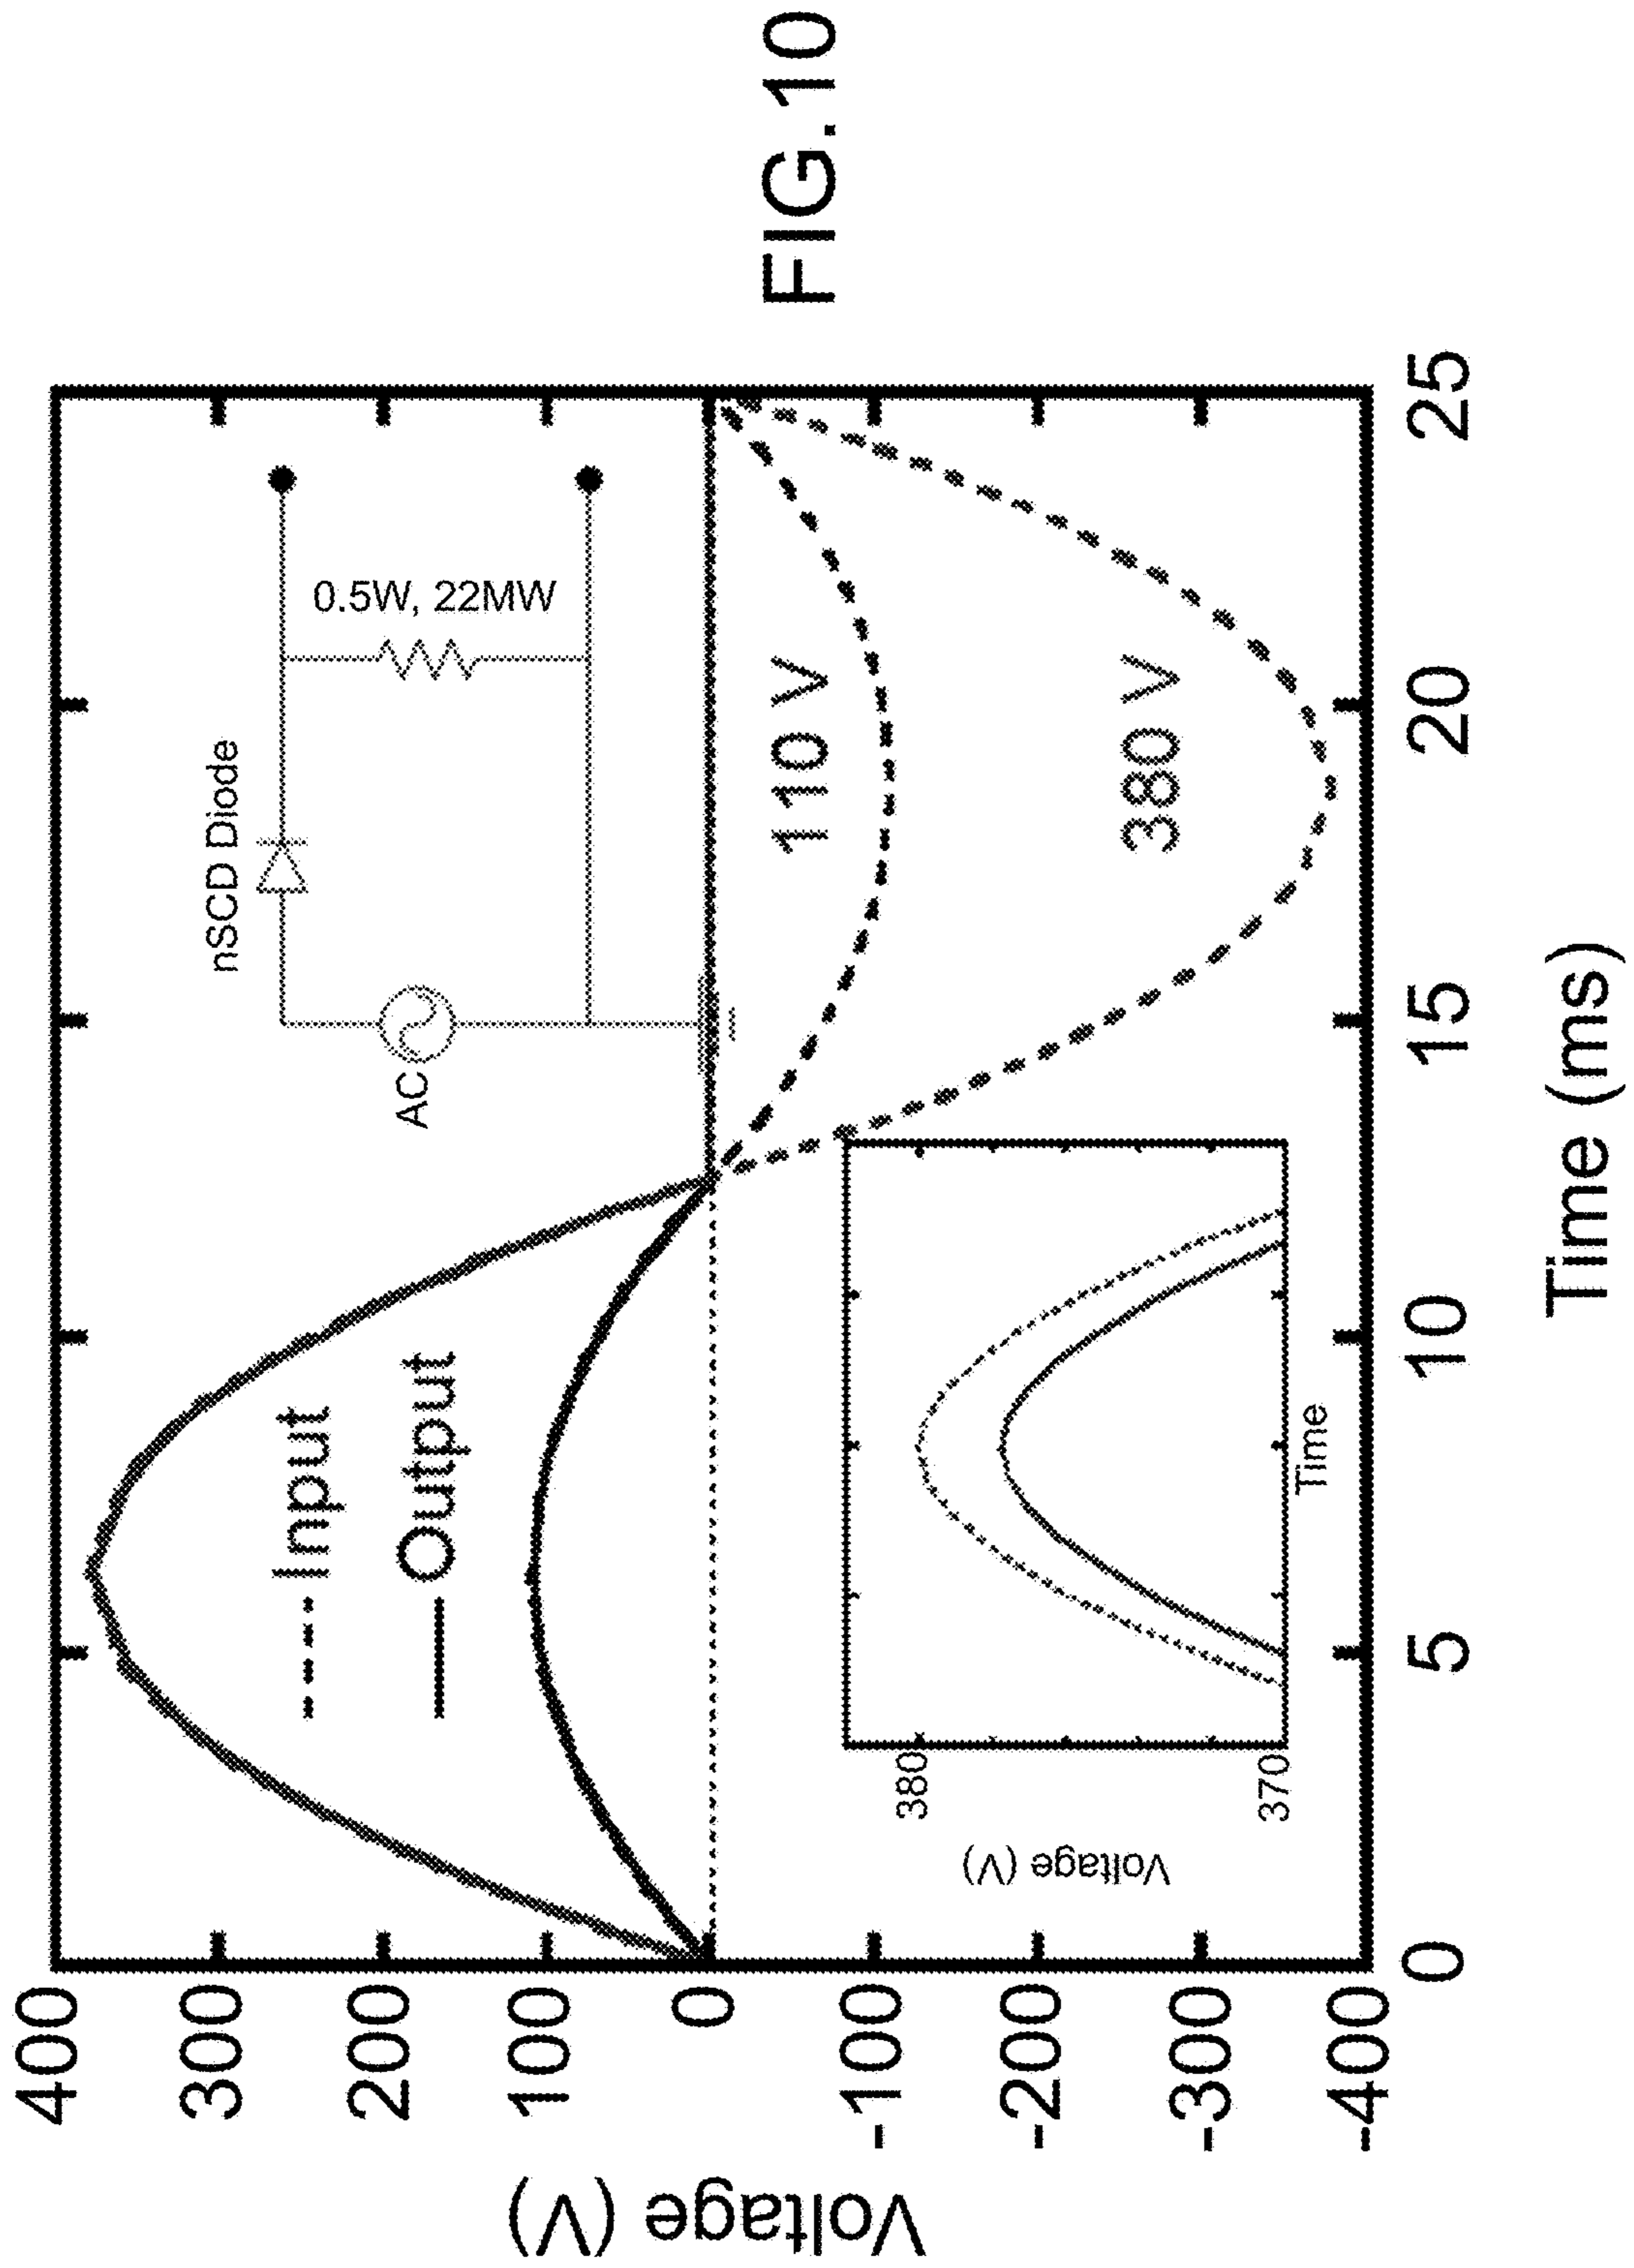 Voltage (V)
400
300
200
100
0
-100
-200
-300
-400
Input
Output
nSCD Diode
AC
0.5W, 22MW
110 V
380 V
Voltage (V)
380
370
Time
0
5
10
15
20
25
Time (ms)
FIG.10